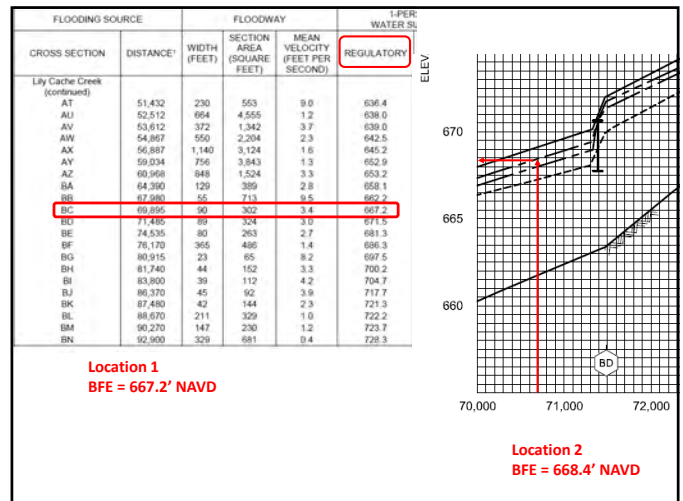 FLOODING SOURCE FLOODWAY 1-PER
WATER SU
CROSS SECTION DISTANCE¹ WIDTH (FEET) SECTION AREA (SQUARE FEET) MEAN VELOCITY (FEET PER SECOND) REGULATORY
Lily Cache Creek
(continued)
AT 51,432 230 553 9.0 636.4
AU 52,512 664 4,555 1.2 638.0
AV 53,612 372 1,342 3.7 639.0
AW 54,867 550 2,204 2.3 642.5
AX 56,887 1,140 3,124 1.6 645.2
AY 59,034 756 3,843 1.3 652.9
AZ 60,968 848 1,524 3.3 653.2
BA 64,390 129 389 2.8 658.1
BB 67,980 55 713 9.5 662.2
BC 69,895 90 302 3.4 667.2
BD 71,485 89 324 3.0 671.5
BE 74,535 80 263 2.7 681.3
BF 76,170 365 486 1.4 686.3
BG 80,915 23 65 8.2 697.5
BH 81,740 44 152 3.3 700.2
BI 83,800 39 112 4.2 704.7
BJ 86,370 45 92 3.9 717.7
BK 87,480 42 144 2.3 721.3
BL 88,670 211 329 1.0 722.2
BM 90,270 147 230 1.2 723.7
BN 92,900 329 681 0.4 728.3
Location 1
BFE = 667.2' NAVD
ELEV
670
665
660
BD
70,000 71,000 72,000
Location 2
BFE = 668.4' NAVD